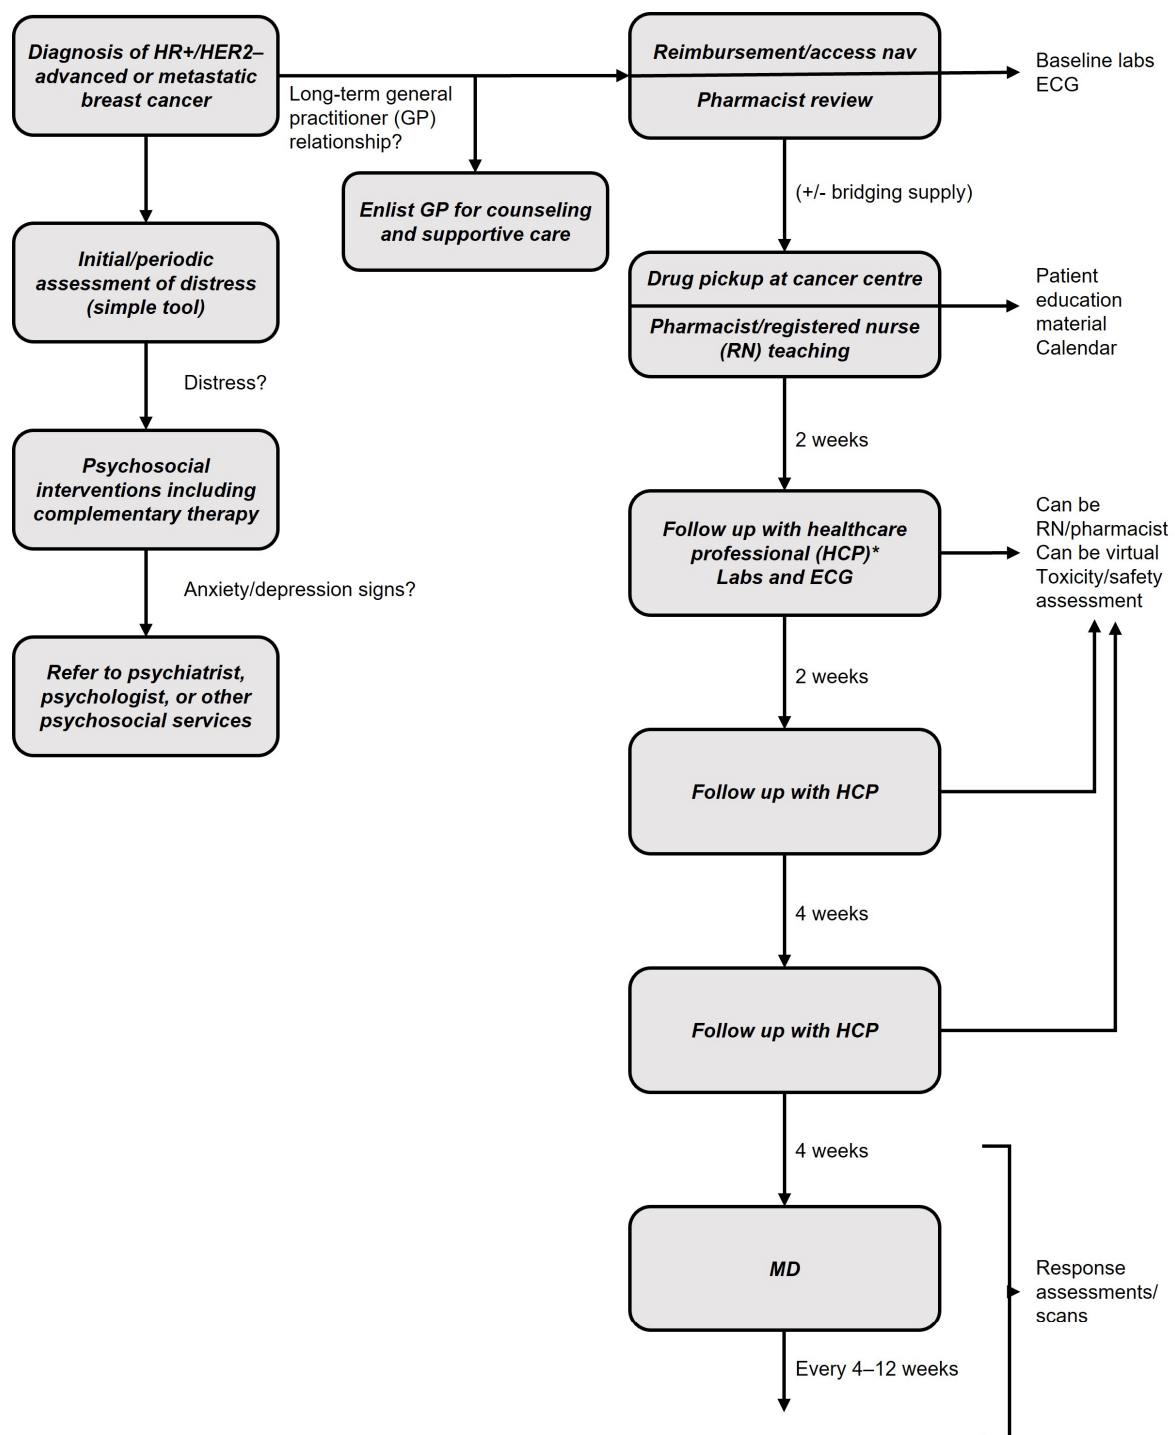 Diagnosis of HR+/HER2–
advanced or metastatic
breast cancer
Long-term general
practitioner (GP)
relationship?
Enlist GP for counseling
and supportive care
Initial/periodic
assessment of distress
(simple tool)
Distress?
Psychosocial
interventions including
complementary therapy
Anxiety/depression signs?
Refer to psychiatrist,
psychologist, or other
psychosocial services
Reimbursement/access nav
Pharmacist review
Baseline labs
ECG
(+/- bridging supply)
Drug pickup at cancer centre
Pharmacist/registered nurse
(RN) teaching
Patient
education
material
Calendar
2 weeks
Follow up with healthcare
professional (HCP)*
Labs and ECG
Can be
RN/pharmacist
Can be virtual
Toxicity/safety
assessment
2 weeks
Follow up with HCP
4 weeks
Follow up with HCP
4 weeks
MD
Response
assessments/
scans
Every 4–12 weeks